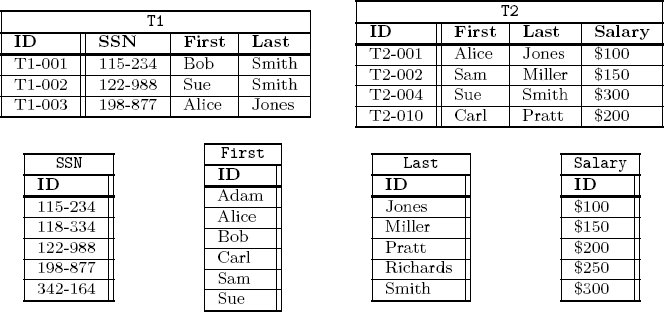 T1
ID SSN First Last
T1-001 115-234 Bob Smith
T1-002 122-988 Sue Smith
T1-003 198-877 Alice Jones
T2
ID First Last Salary
T2-001 Alice Jones $100
T2-002 Sam Miller $150
T2-004 Sue Smith $300
T2-010 Carl Pratt $200
SSN
ID
115-234
118-334
122-988
198-877
342-164
First
ID
Adam
Alice
Bob
Carl
Sam
Sue
Last
ID
Jones
Miller
Pratt
Richards
Smith
Salary
ID
$100
$150
$200
$250
$300